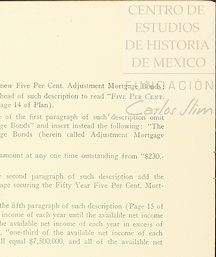 CENTRO DE
ESTUDIOS
DE HISTORIA
DE MEXICO
FUNDACIÓN
Carlos Slim
new Five Per Cent. Adjustment Mortgage Bonds:
head of such description to read "FIVE PER CENT.
age 14 of Plan).
of the first paragraph of such description omit
ge Bonds" and insert instead the following: "The
ge Bonds (herein called Adjustment Mortgage
amount at any one time outstanding from "$230,-
second paragraph of such description add the
age securing the Fifty Year Five Per Cent. Mort-
the fifth paragraph of such description (Page 15 of
income of each year until the available net income
the available net income of each year in excess of
"one-third of the available net income of each
ll equal $7,500,000, and all of the available net